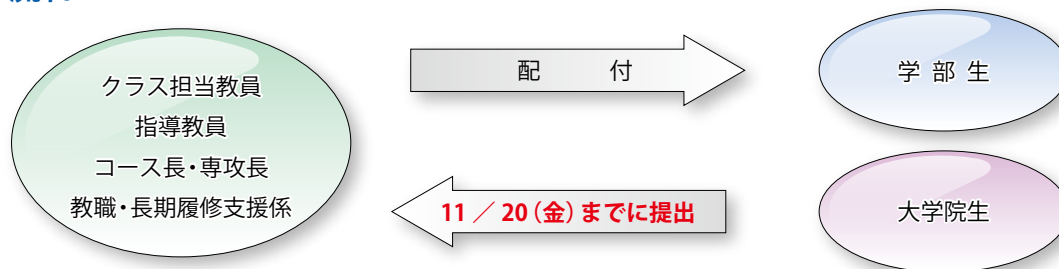 クラス担当教員
指導教員
コース長・専攻長
教職・長期履修支援係
配 付
11／20（金）までに提出
学 部 生
大学院生